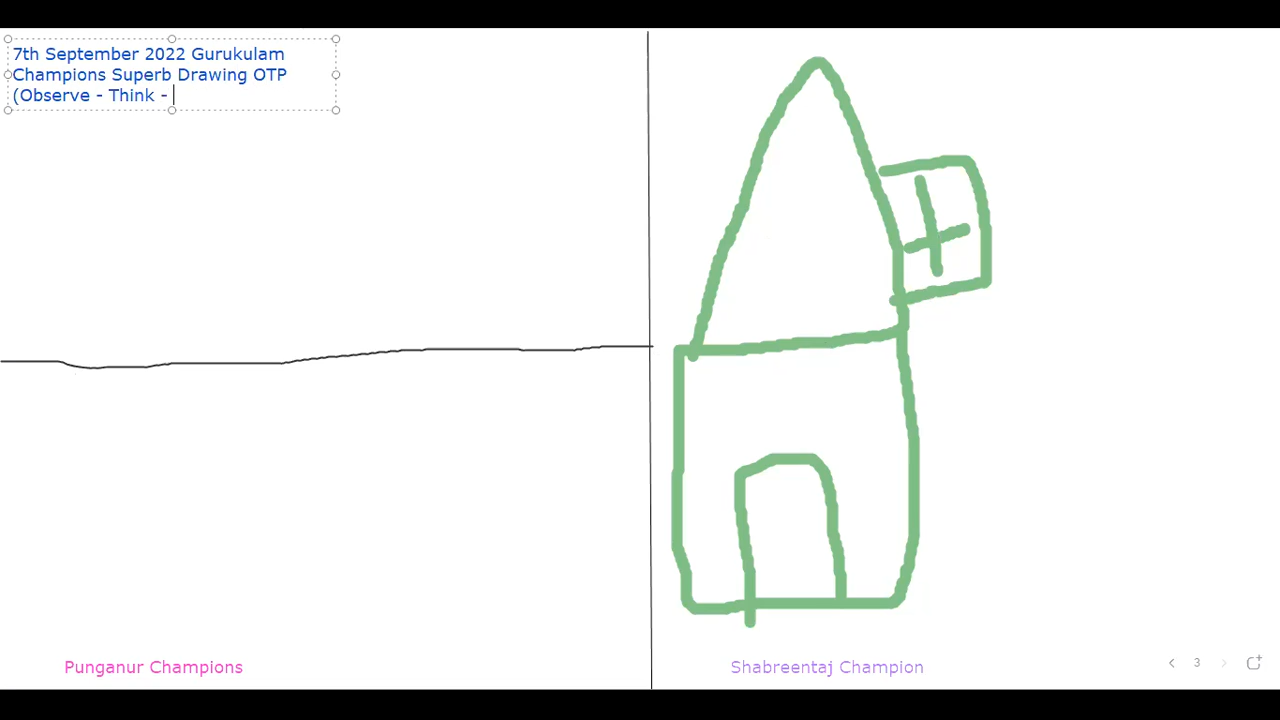 7th September 2022 Gurukulam
Champions Superb Drawing OTP
(Observe - Think -
Punganur Champions
Shabreentaj Champion
3